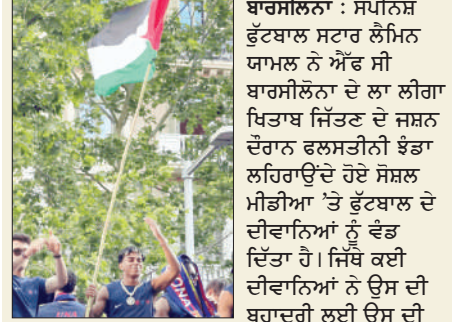 ਬਾਰਸੀਲੋਨਾ : ਸਪੇਨਿਸ਼
ਫੁੱਟਬਾਲ ਸਟਾਰ ਲੈਮਿਨ
ਯਾਮਲ ਨੇ ਐੱਫ ਸੀ
ਬਾਰਸੀਲੋਨਾ ਦੇ ਲਾ ਲੀਗਾ
ਖਿਤਾਬ ਜਿੱਤਣ ਦੇ ਜਸ਼ਨ
ਦੌਰਾਨ ਫਲਸਤੀਨੀ ਝੰਡਾ
ਲਹਿਰਾਉਂਦੇ ਹੋਏ ਸੋਸ਼ਲ
ਮੀਡੀਆ ’ਤੇ ਫੁੱਟਬਾਲ ਦੇ
ਦੀਵਾਨਿਆਂ ਨੂੰ ਵੰਡ
ਦਿੱਤਾ ਹੈ। ਜਿੱਥੇ ਕਈ
ਦੀਵਾਨਿਆਂ ਨੇ ਉਸ ਦੀ
ਬਹਾਦਰੀ ਲਈ ਉਸ ਦੀ